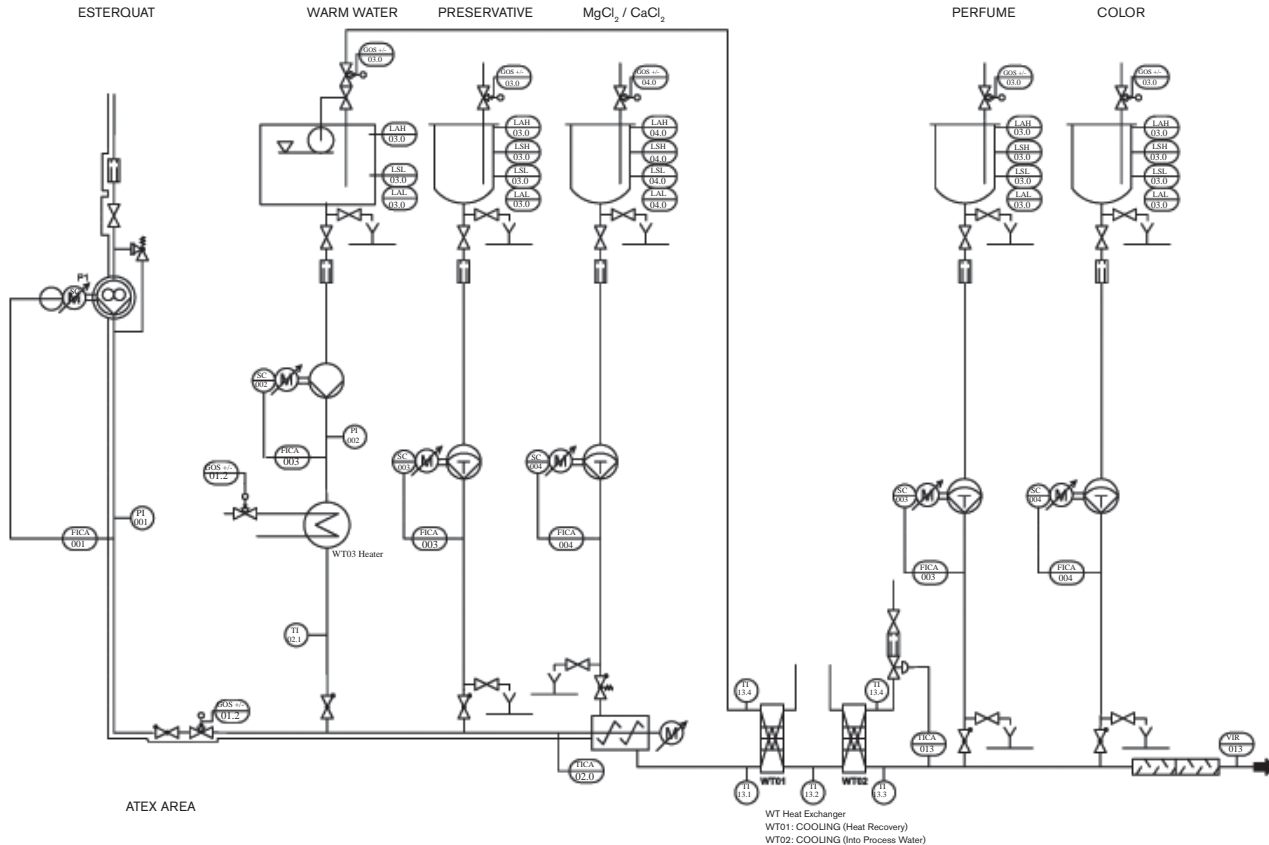 ESTERQUAT
WARM WATER
PRESERVATIVE
MgCl₂ / CaCl₂
PERFUME
COLOR
GOS +/-
03.0
GOS +/-
03.0
GOS +/-
04.0
GOS +/-
03.0
GOS +/-
03.0
LAH
03.0
LSL
03.0
LAL
03.0
LAH
03.0
LSH
03.0
LSL
03.0
LAL
03.0
LAH
04.0
LSH
04.0
LSL
04.0
LAL
04.0
LAH
03.0
LSH
03.0
LSL
03.0
LAL
03.0
LAH
03.0
LSH
03.0
LSL
03.0
LAL
03.0
P1
SC
M
SC
002
M
PI
002
FICA
003
GOS +/-
01.2
SC
003
M
T
SC
004
M
T
SC
003
M
T
SC
004
M
T
PI
001
FICA
001
WT03 Heater
FICA
003
FICA
004
FICA
003
FICA
004
TI
02.1
GOS +/-
01.2
TI
13.4
TI
13.4
M
TICA
02.0
TICA
013
VIR
013
TI
13.1
WT01
TI
13.2
WT02
TI
13.3
ATEX AREA
WT Heat Exchanger
WT01: COOLING (Heat Recovery)
WT02: COOLING (Into Process Water)